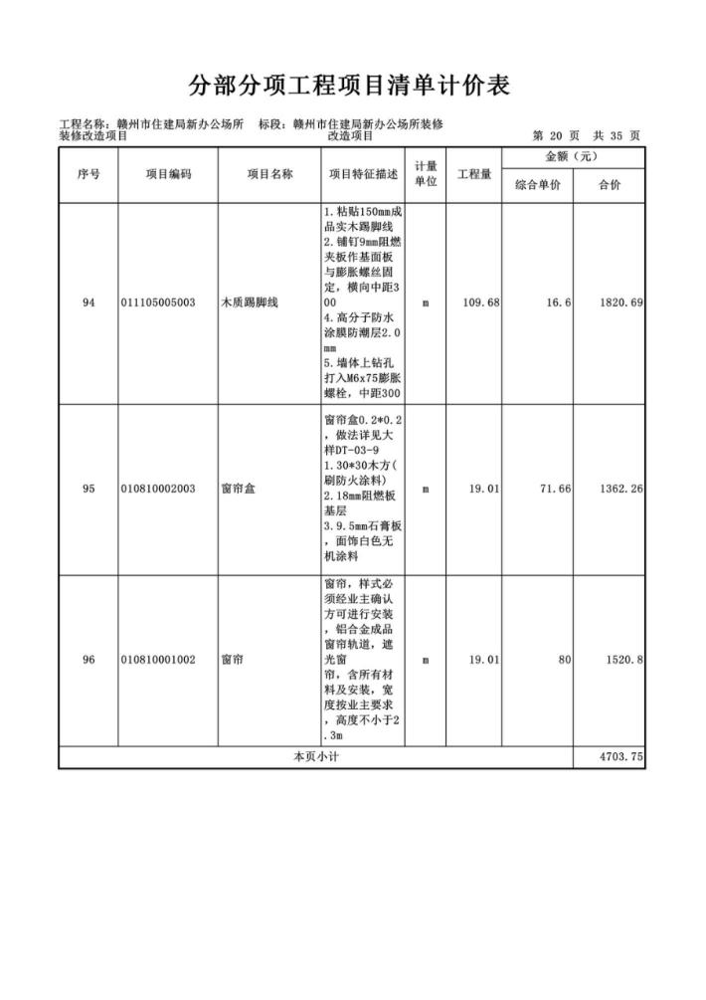 分部分项工程项目清单计价表
工程名称：赣州市住建局新办公场所
装修改造项目
标段：赣州市住建局新办公场所装修
改造项目
第 20 页 共 35 页
序号
项目编码
项目名称
项目特征描述
计量
单位
工程量
金额（元）
综合单价
合价
94
011105005003
木质踢脚线
1.粘贴150mm成
品实木踢脚线
2.铺钉9mm阻燃
夹板作基面板
与膨胀螺丝固
定，横向中距3
00
4.高分子防水
涂膜防潮层2.0
mm
5.墙体上钻孔
打入M6x75膨胀
螺栓，中距300
m
109.68
16.6
1820.69
95
010810002003
窗帘盒
窗帘盒0.2*0.2
，做法详见大
样DT-03-9
1.30*30木方(
刷防火涂料)
2.18mm阻燃板
基层
3.9.5mm石膏板
，面饰白色无
机涂料
m
19.01
71.66
1362.26
96
010810001002
窗帘
窗帘，样式必
须经业主确认
方可进行安装
，铝合金成品
窗帘轨道，遮
光窗
帘，含所有材
料及安装，宽
度按业主要求
，高度不小于2
.3m
m
19.01
80
1520.8
本页小计
4703.75